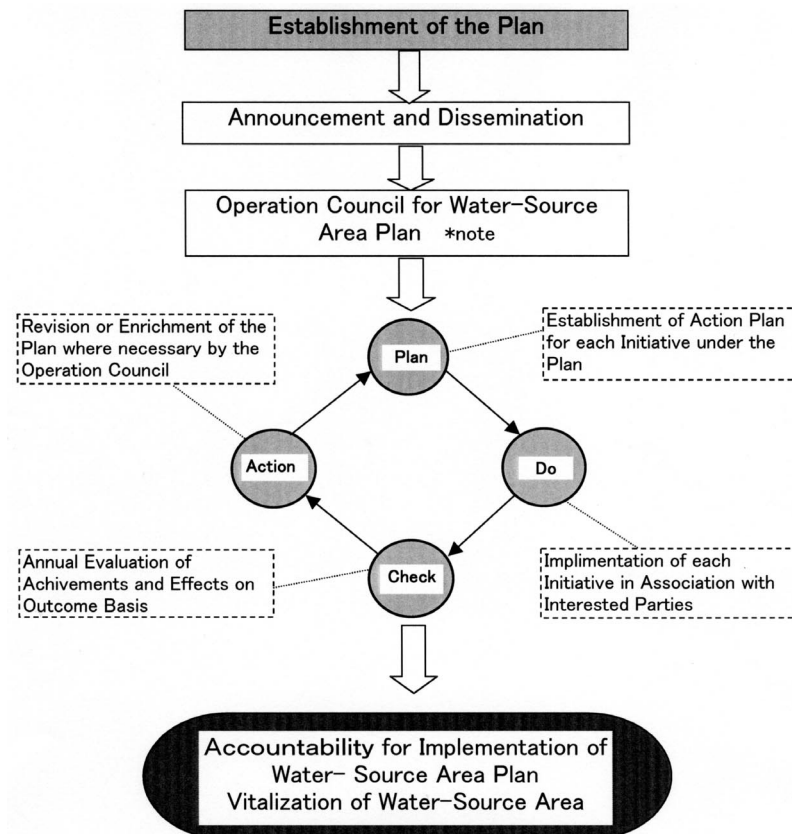 Establishment of the Plan
Announcement and Dissemination
Operation Council for Water-Source
Area Plan *note
Revision or Enrichment of the
Plan where necessary by the
Operation Council
Plan
Establishment of Action Plan
for each Initiative under the
Plan
Action
Do
Annual Evaluation of
Achivements and Effects on
Outcome Basis
Check
Implimentation of each
Initiative in Association with
Interested Parties
Accountability for Implementation of
Water- Source Area Plan
Vitalization of Water-Source Area